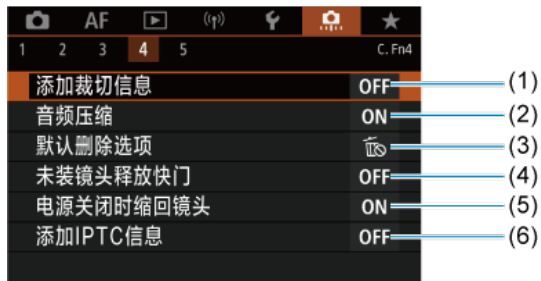 AF
1 2 3 4 5 C.Fn4
添加裁切信息 OFF (1)
音频压缩 ON (2)
默认删除选项 (3)
未装镜头释放快门 OFF (4)
电源关闭时缩回镜头 ON (5)
添加IPTC信息 OFF (6)